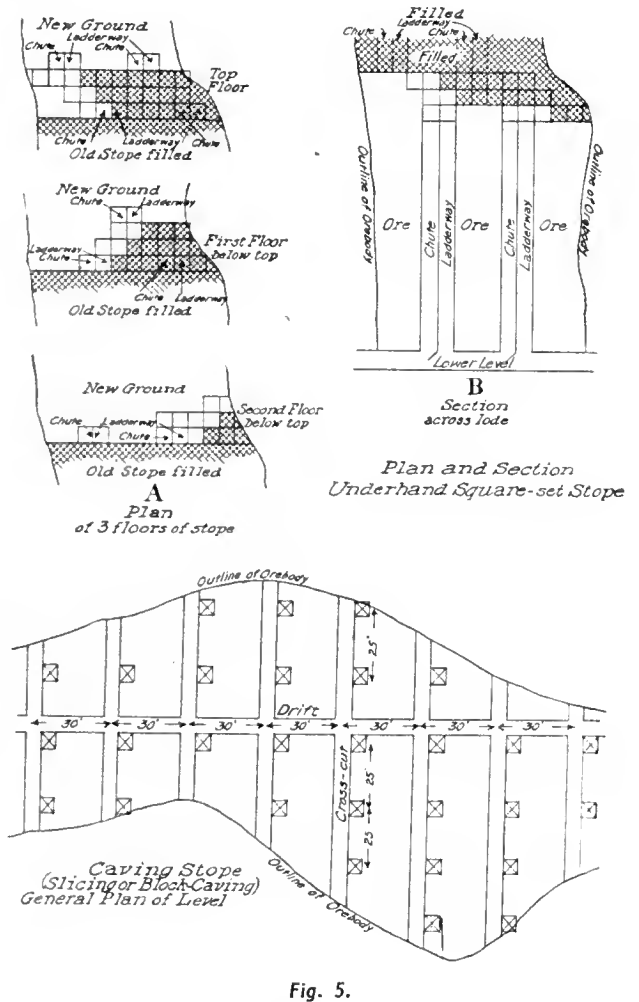 New Ground
Chute
Ladderway
Top
Floor
Chute
Ladderway
Chute
Old Stope filled
New Ground
Chute
Ladderway
Ladderway
Chute
First Floor
below top
Chute
Ladderway
Old Stope filled
New Ground
Second Floor
below top
Chute
Ladderway
Chute
Old Stope filled
A
Plan
of 3 floors of stope
Filled
Chute
Ladderway
Chute
Filled
Outline of Orebody
Ore
Chute
Ladderway
Ore
Chute
Ladderway
Ore
Outline of Orebody
Lower Level
B
Section
across lode
Plan and Section
Underhand Square-set Stope
Outline of Orebody
25'
Drift
30' 30' 30' 30' 30' 30' 30'
Cross-cut
25
25
Caving Stope
(Slicing or Block-Caving)
General Plan of Level
Outline of Orebody
Fig. 5.